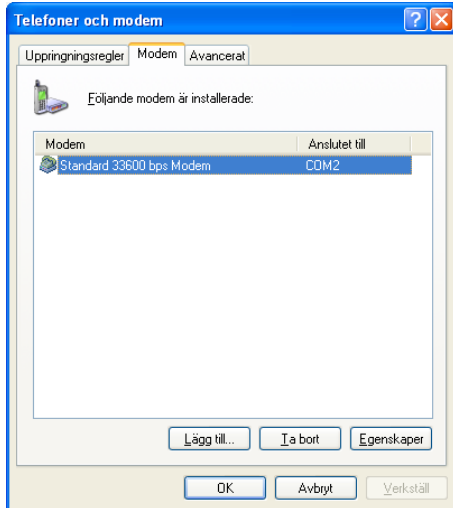 Telefoner och modem
Uppringningsregler Modem Avancerat
Följande modem är installerade:
Modem Anslutet till
Standard 33600 bps Modem COM2
Lägg till... Ta bort Egenskaper
OK Avbryt Verkställ